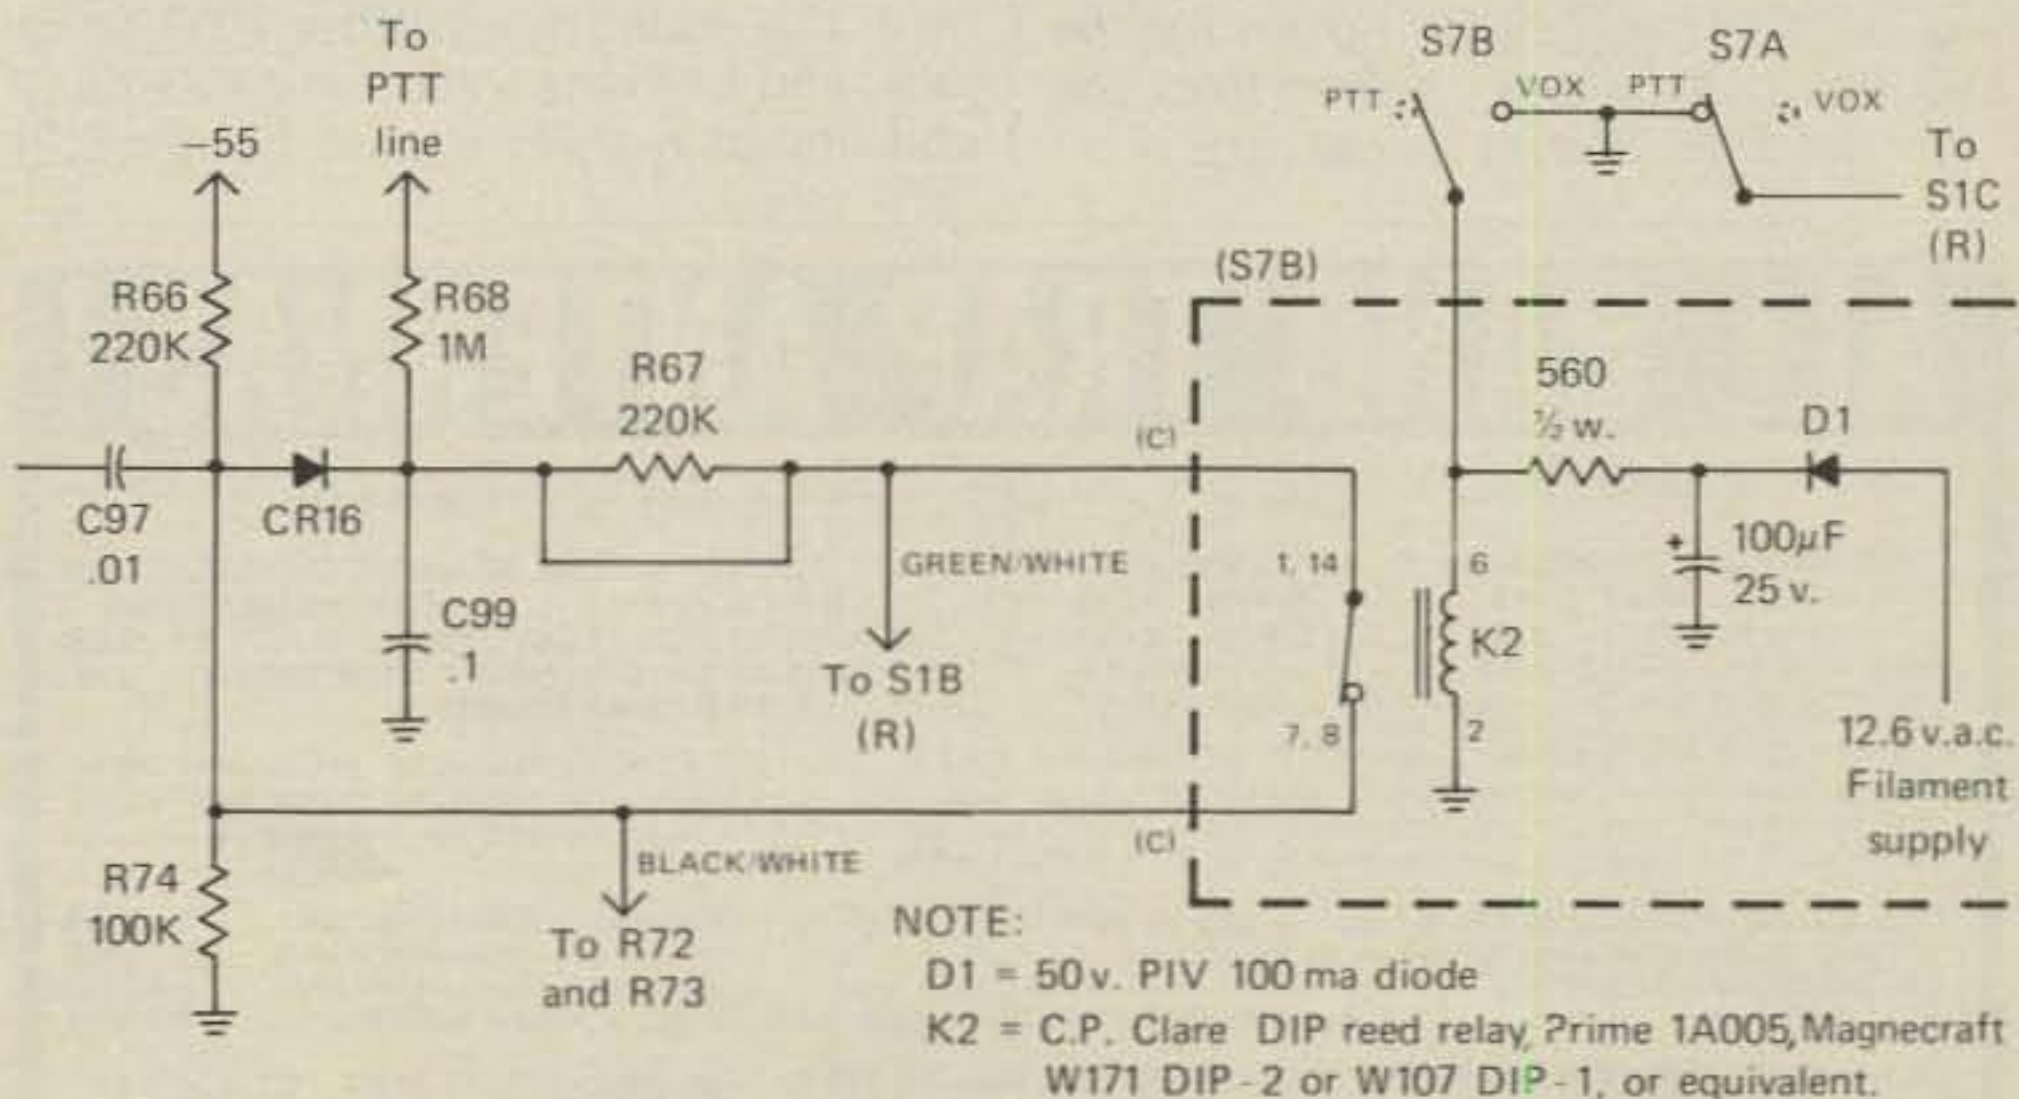 To
PTT
line
-55
S7B
S7A
PTT
VOX
PTT
VOX
To
S1C
(R)
(S7B)
R66
220K
R68
1M
R67
220K
560
½ w.
D1
(C)
C97
.01
CR16
GREEN/WHITE
1, 14
6
+
100µF
25 v.
C99
.1
K2
To S1B
(R)
7, 8
2
12.6 v.a.c.
Filament
supply
(C)
R74
100K
BLACK/WHITE
To R72
and R73
NOTE:
D1 = 50 v. PIV 100 ma diode
K2 = C.P. Clare DIP reed relay, Prime 1A005, Magnecraft
W171 DIP-2 or W107 DIP-1, or equivalent.